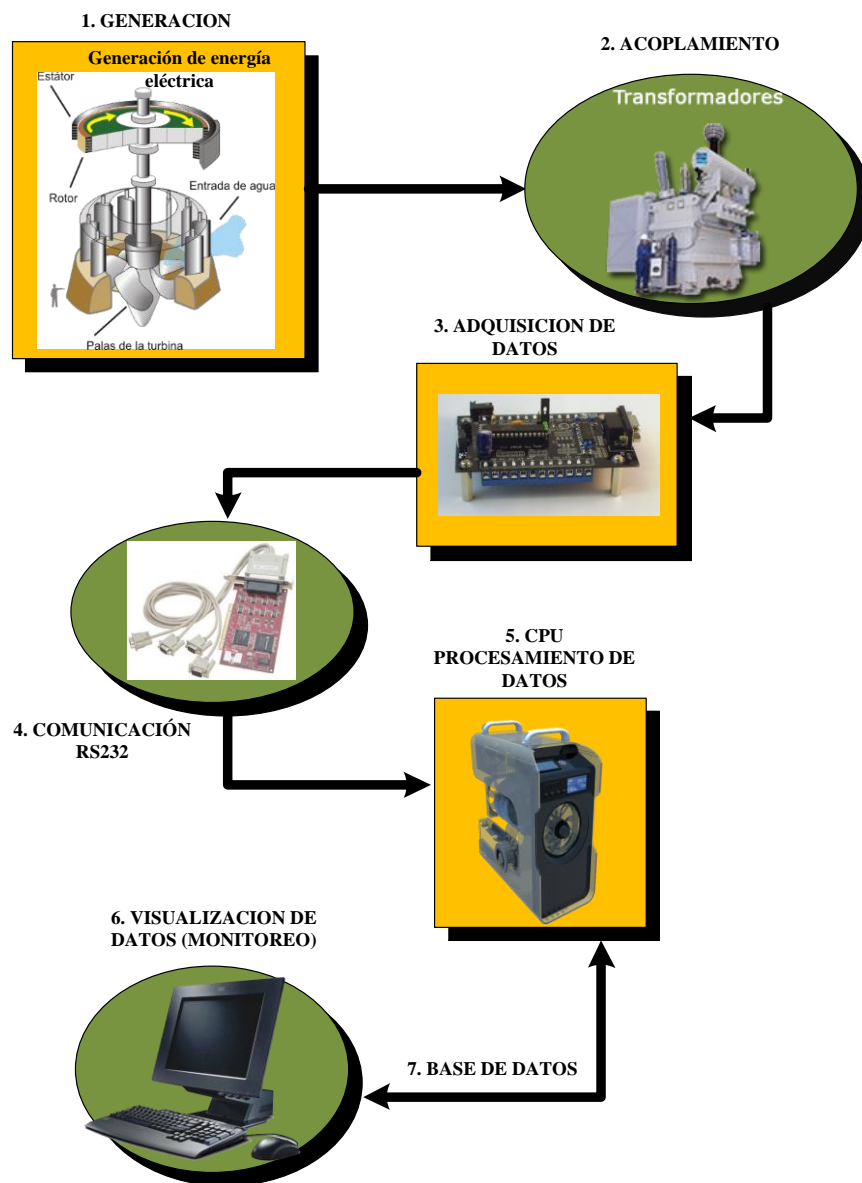 1. GENERACION
Generación de energía
eléctrica
Estátor
Rotor
Entrada de agua
Palas de la turbina
2. ACOPLAMIENTO
Transformadores
3. ADQUISICION DE
DATOS
4. COMUNICACIÓN
RS232
5. CPU
PROCESAMIENTO DE
DATOS
6. VISUALIZACION DE
DATOS (MONITOREO)
7. BASE DE DATOS